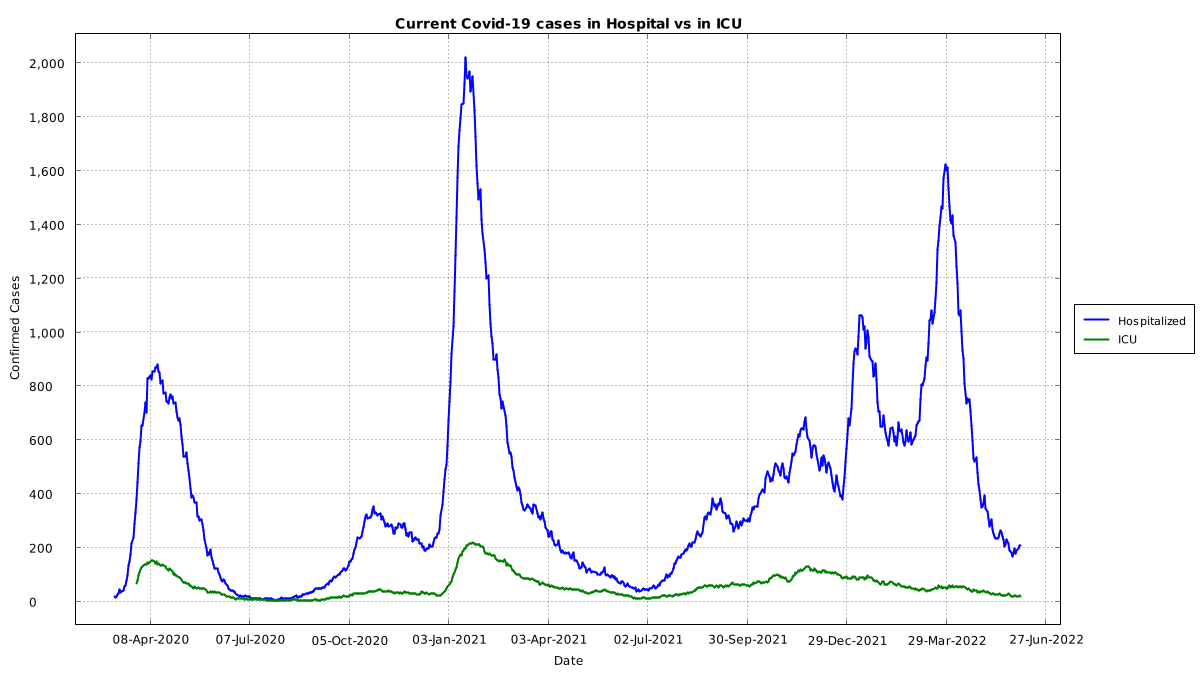 Current Covid-19 cases in Hospital vs in ICU
Confirmed Cases
2,000
1,800
1,600
1,400
1,200
1,000
800
600
400
200
0
08-Apr-2020 07-Jul-2020 05-Oct-2020 03-Jan-2021 03-Apr-2021 02-Jul-2021 30-Sep-2021 29-Dec-2021 29-Mar-2022 27-Jun-2022
Date
Hospitalized
ICU